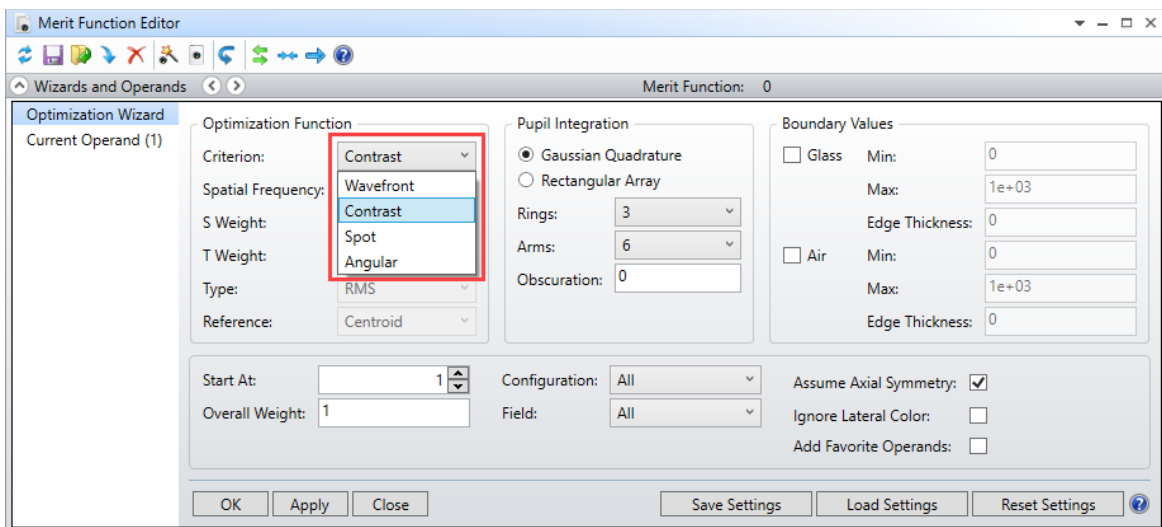 Merit Function Editor
Wizards and Operands Merit Function: 0
Optimization Wizard
Current Operand (1)
Optimization Function
Criterion: Contrast
Wavefront
Contrast
Spot
Angular
Spatial Frequency:
S Weight:
T Weight:
Type: RMS
Reference: Centroid
Pupil Integration
Gaussian Quadrature
Rectangular Array
Rings: 3
Arms: 6
Obscuration: 0
Boundary Values
Glass Min: 0
Max: 1e+03
Edge Thickness: 0
Air Min: 0
Max: 1e+03
Edge Thickness: 0
Start At: 1
Overall Weight: 1
Configuration: All
Field: All
Assume Axial Symmetry:
Ignore Lateral Color:
Add Favorite Operands:
OK Apply Close Save Settings Load Settings Reset Settings